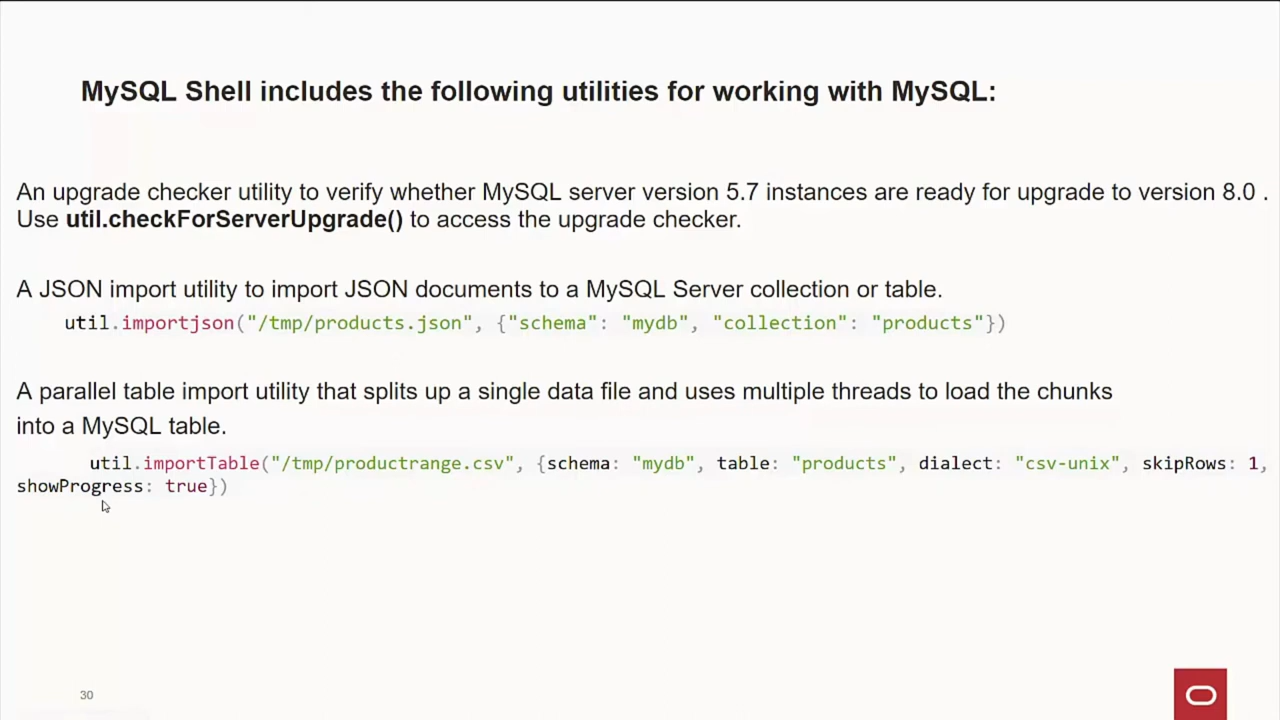 MySQL Shell includes the following utilities for working with MySQL:
An upgrade checker utility to verify whether MySQL server version 5.7 instances are ready for upgrade to version 8.0 .
Use util.checkForServerUpgrade() to access the upgrade checker.
A JSON import utility to import JSON documents to a MySQL Server collection or table.
util.importjson("/tmp/products.json", {"schema": "mydb", "collection": "products"})
A parallel table import utility that splits up a single data file and uses multiple threads to load the chunks
into a MySQL table.
util.importTable("/tmp/productrange.csv", {schema: "mydb", table: "products", dialect: "csv-unix", skipRows: 1,
showProgress: true})
30